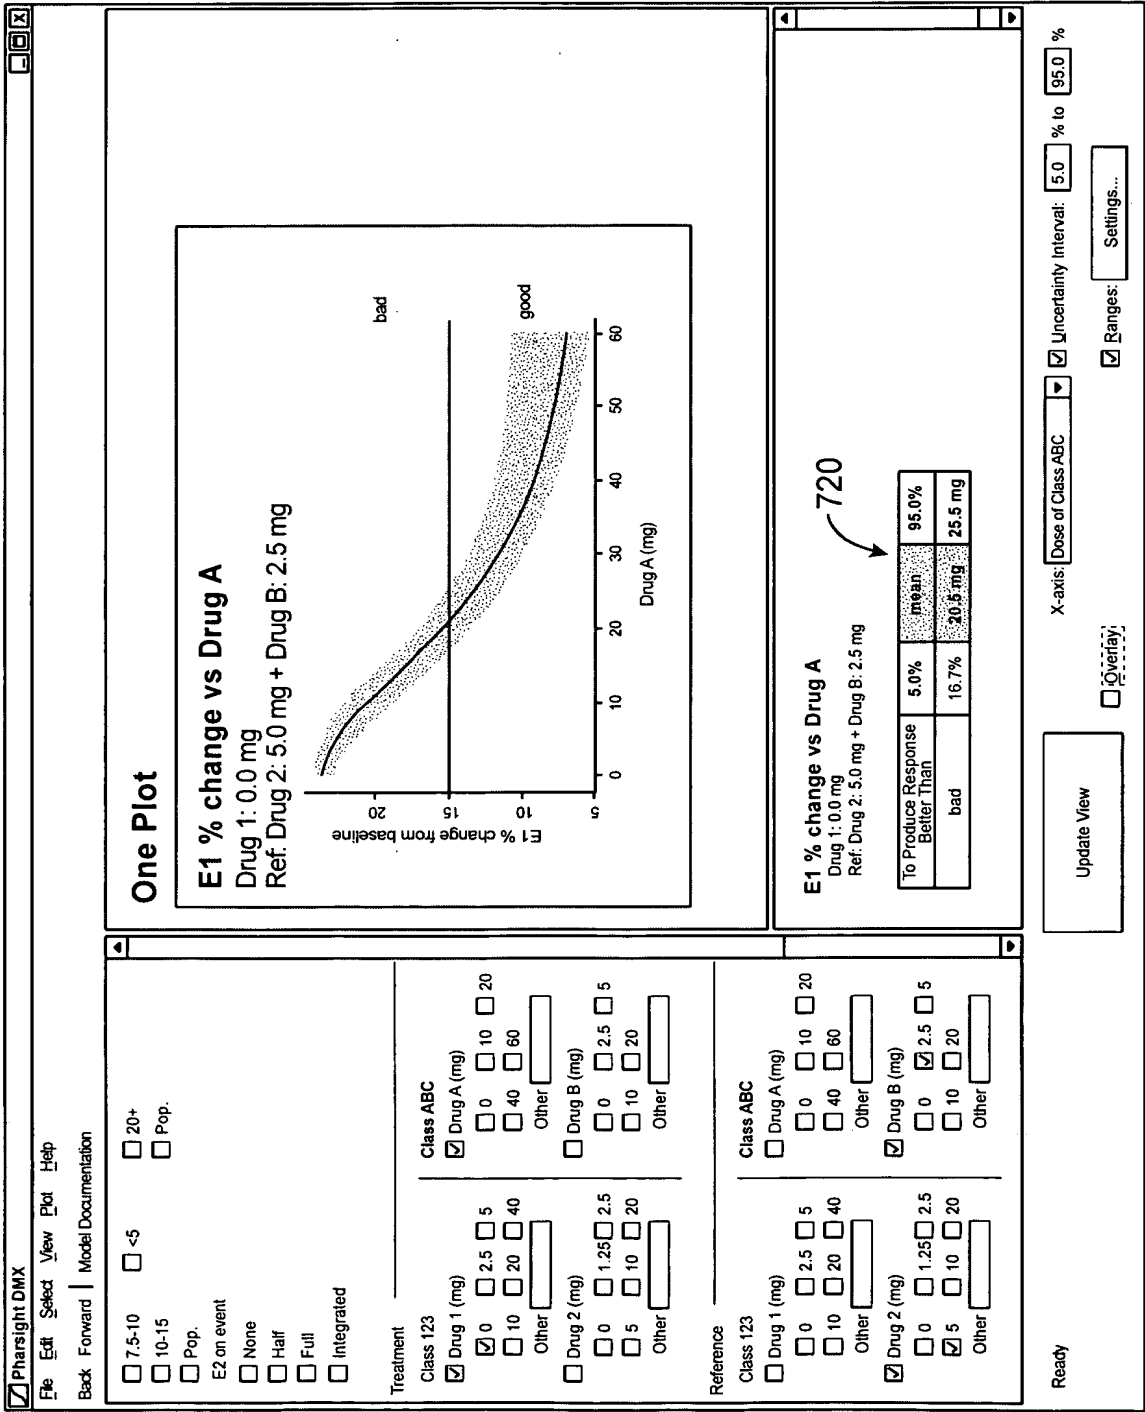 Pharsight DMX
File Edit Select View Plot Help
Back Forward | Model Documentation
7.5-10 <5 20+
10-15 Pop.
Pop.
E2 on event
None
Half
Full
Integrated
Treatment
Class 123
Drug 1 (mg)
0 2.5 5
10 20 40
Other
Drug 2 (mg)
0 1.25 2.5
5 10 20
Other
Class ABC
Drug A (mg)
0 10 20
40 60
Other
Drug B (mg)
0 2.5 5
10 20
Other
Reference
Class 123
Drug 1 (mg)
0 2.5 5
10 20 40
Other
Drug 2 (mg)
0 1.25 2.5
5 10 20
Other
Class ABC
Drug A (mg)
0 10 20
40 60
Other
Drug B (mg)
0 2.5 5
10 20
Other
One Plot
E1 % change vs Drug A
Drug 1: 0.0 mg
Ref: Drug 2: 5.0 mg + Drug B: 2.5 mg
E1 % change from baseline
20
15
10
5
bad
good
0 10 20 30 40 50 60
Drug A (mg)
E1 % change vs Drug A
Drug 1: 0.0 mg
Ref: Drug 2: 5.0 mg + Drug B: 2.5 mg
720
To Produce Response
Better Than
5.0% mean 95.0%
bad 16.7% 20.5 mg 25.5 mg
X-axis: Dose of Class ABC Uncertainty Interval: 5.0 % to 95.0 %
Update View
Overlay
Ranges: Settings...
Ready